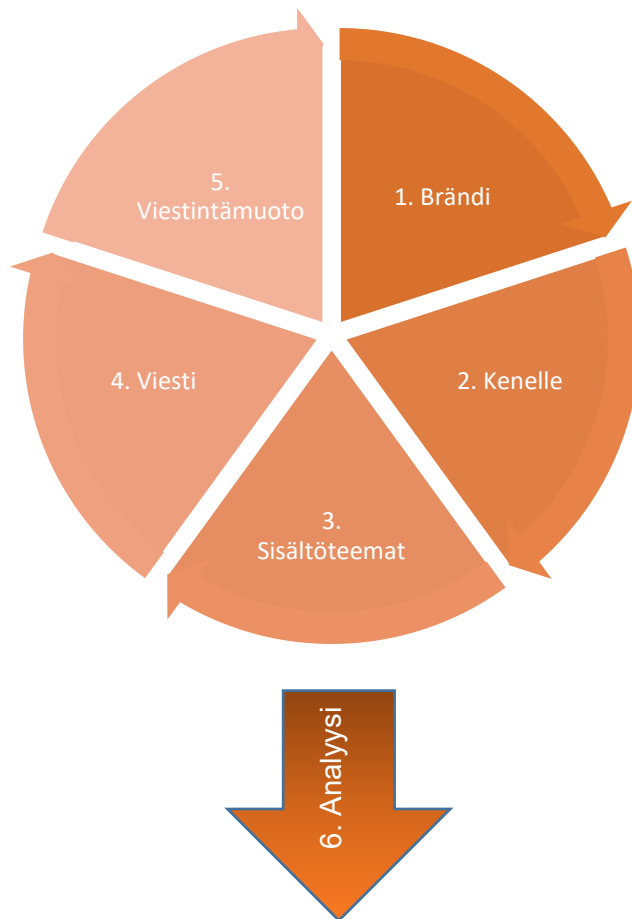 1. Brändi
2. Kenelle
3.
Sisältöteemat
4. Viesti
5.
Viestintämuoto
6. Analyysi